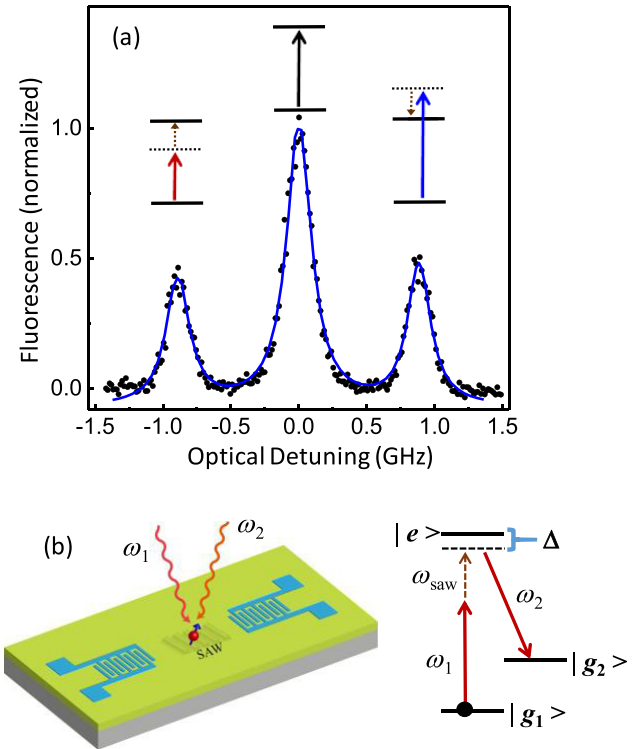 (a)
Fluorescence (normalized)
1.0
0.5
0.0
-1.5 -1.0 -0.5 0.0 0.5 1.0 1.5
Optical Detuning (GHz)
(b)
ω1
ω2
SAW
| e >
Δ
ωsaw
ω2
ω1
| g2 >
| g1 >